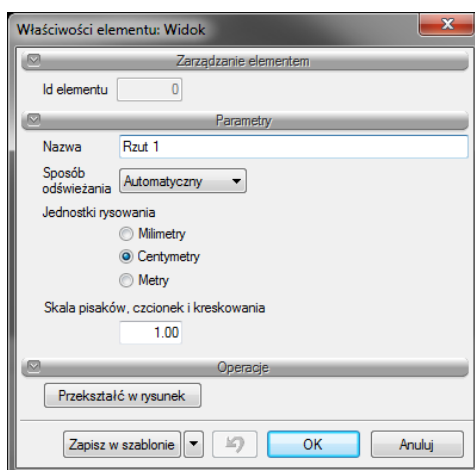 Właściwości elementu: Widok
Zarządzanie elementem
Id elementu 0
Parametry
Nazwa Rzut 1
Sposób
odświeżania Automatyczny
Jednostki rysowania
Milimetry
Centymetry
Metry
Skala pisaków, czcionek i kreskowania
1.00
Operacje
Przekształć w rysunek
Zapisz w szablonie OK Anuluj